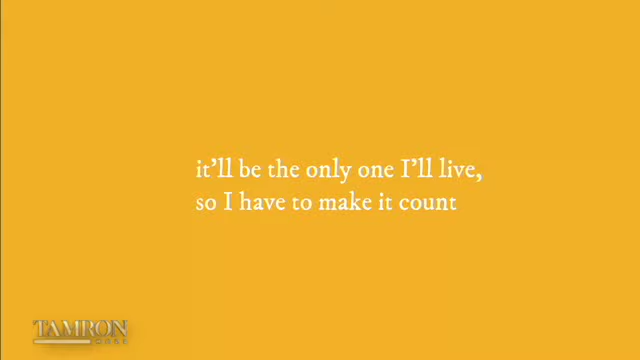 it'll be the only one I'll live,
so I have to make it count
TAMRON